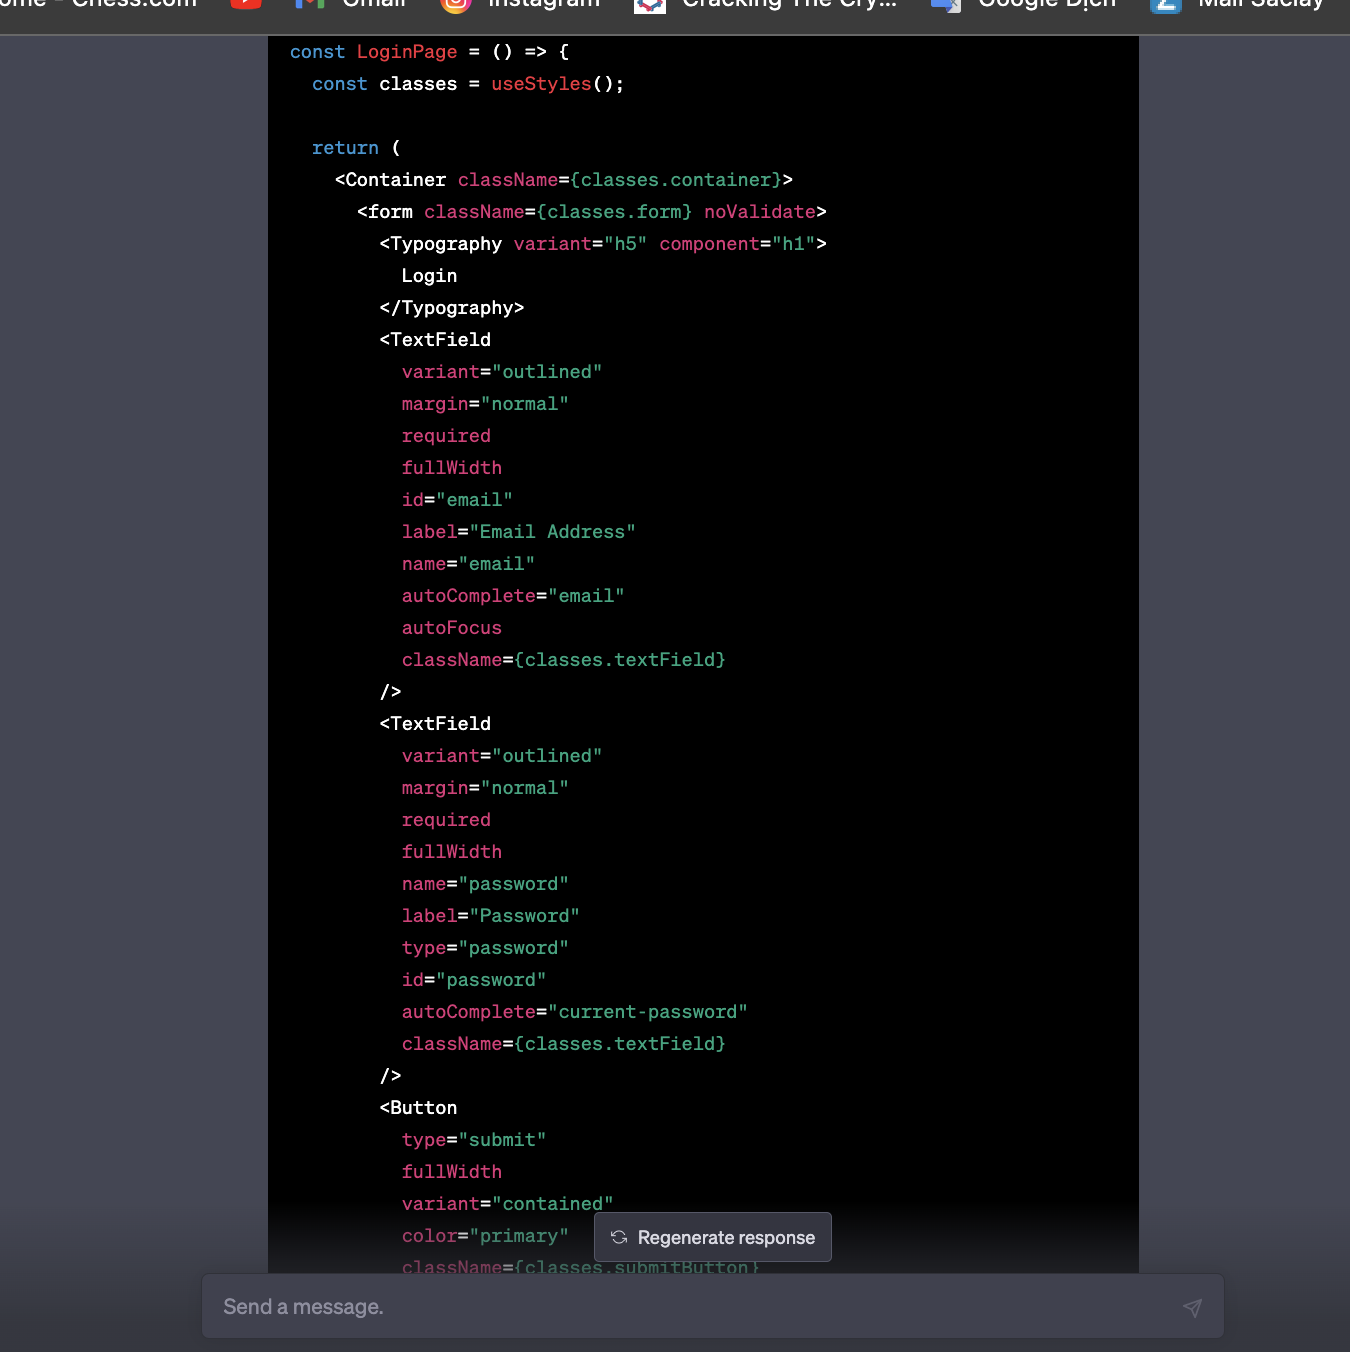 Chess.com Gmail Instagram Cracking The Cry... Google Dịch Mail Saclay
const LoginPage = () => {
  const classes = useStyles();
  return (
    <Container className={classes.container}>
      <form className={classes.form} noValidate>
        <Typography variant="h5" component="h1">
          Login
        </Typography>
        <TextField
          variant="outlined"
          margin="normal"
          required
          fullWidth
          id="email"
          label="Email Address"
          name="email"
          autoComplete="email"
          autoFocus
          className={classes.textField}
        />
        <TextField
          variant="outlined"
          margin="normal"
          required
          fullWidth
          name="password"
          label="Password"
          type="password"
          id="password"
          autoComplete="current-password"
          className={classes.textField}
        />
        <Button
          type="submit"
          fullWidth
          variant="contained"
          color="primary"
Regenerate response
          className={classes.submitButton}
Send a message.